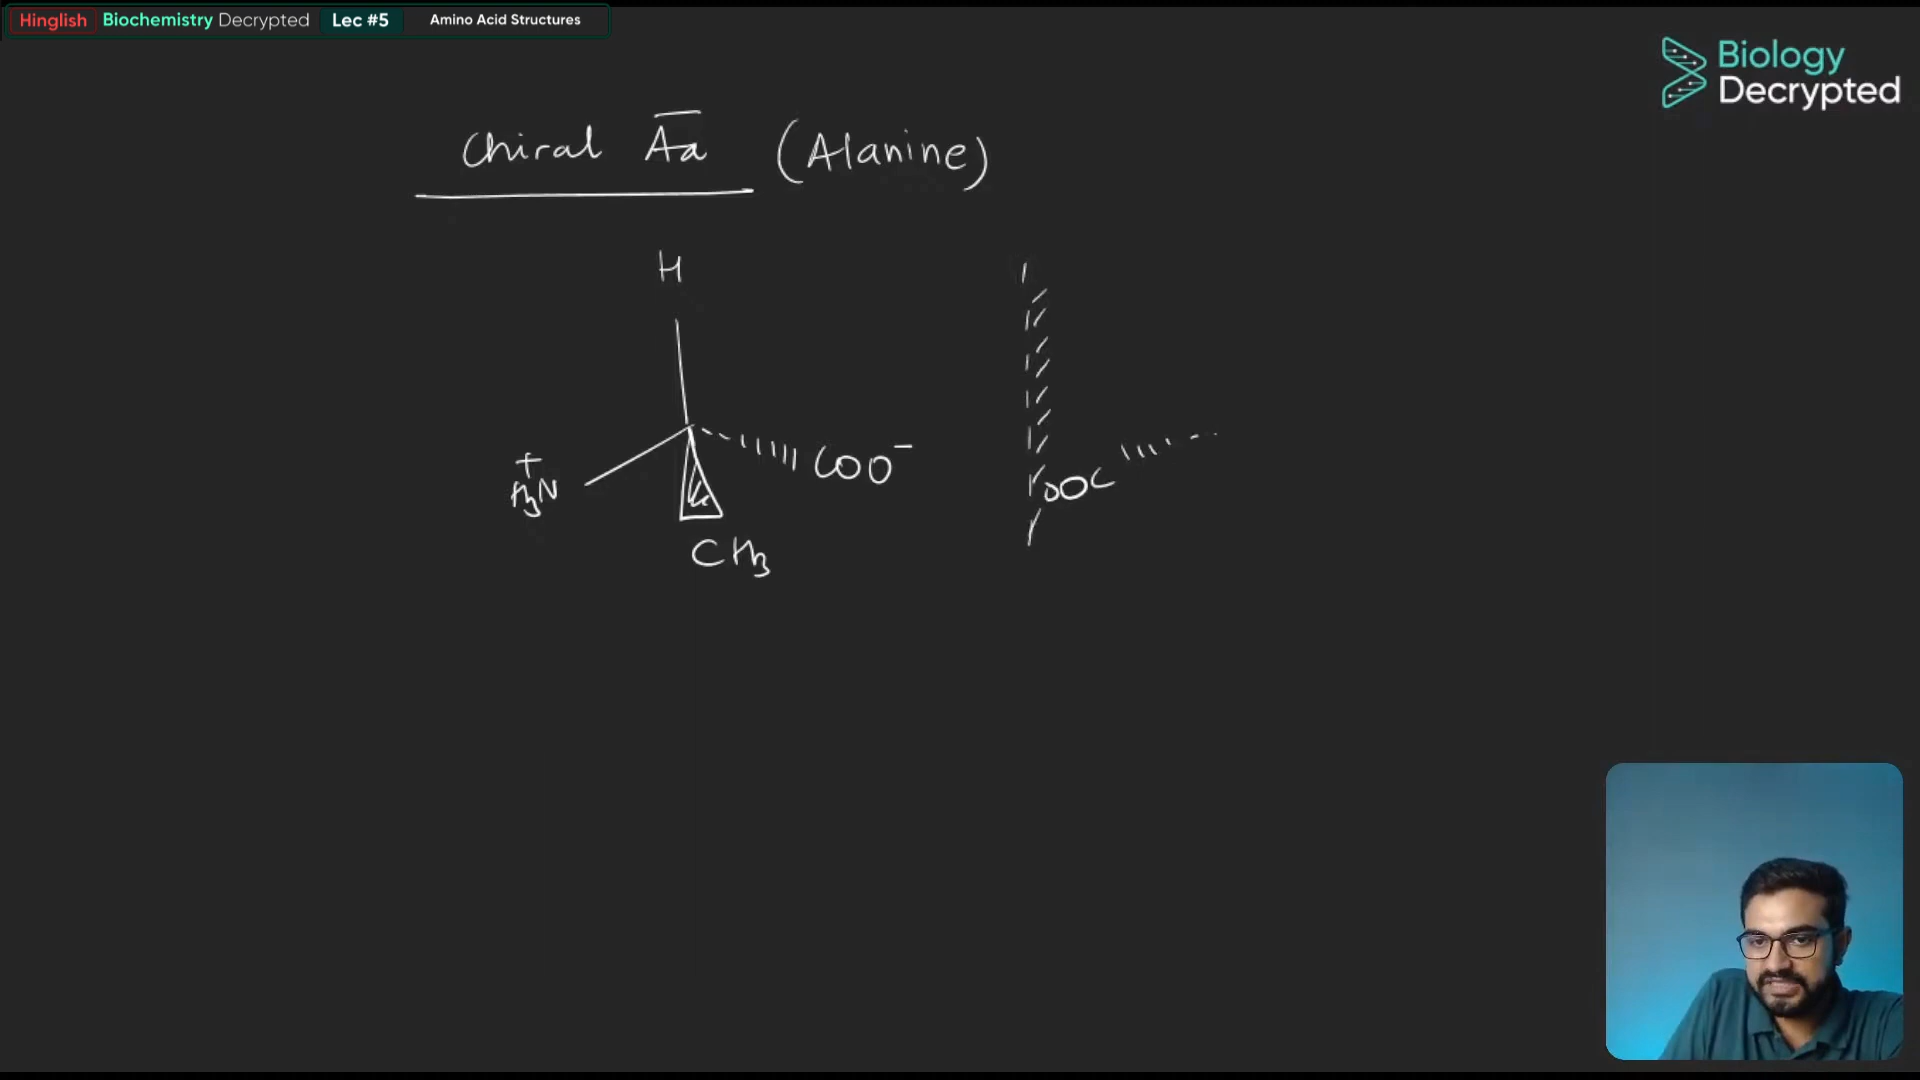 Hinglish Biochemistry Decrypted Lec #5 Amino Acid Structures
Biology
Decrypted
Chiral Aa (Alanine)
H
+
H₃N
COO⁻
CH₃
OOC